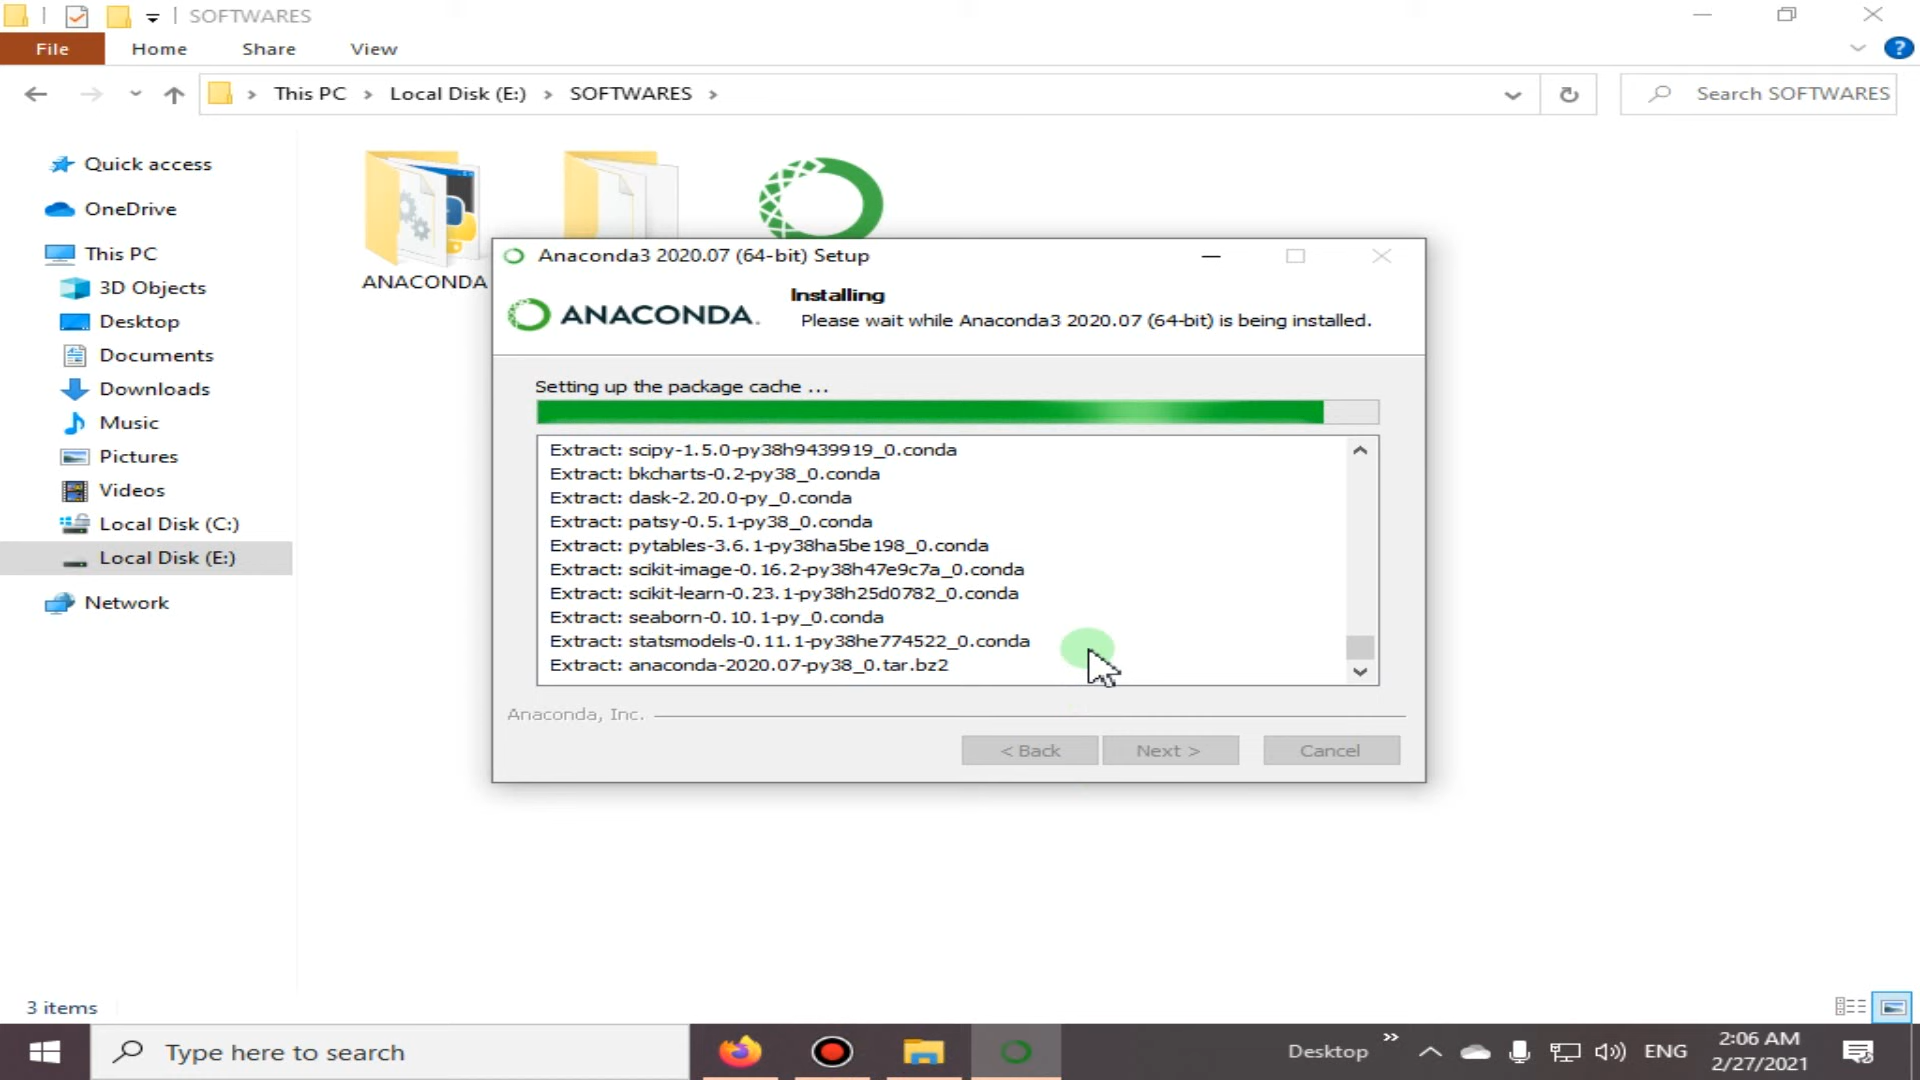 SOFTWARES
File Home Share View
This PC Local Disk (E:) SOFTWARES
Search SOFTWARES
Quick access
OneDrive
This PC
3D Objects
Desktop
Documents
Downloads
Music
Pictures
Videos
Local Disk (C:)
Local Disk (E:)
Network
ANACONDA
Anaconda3 2020.07 (64-bit) Setup
ANACONDA.
Installing
Please wait while Anaconda3 2020.07 (64-bit) is being installed.
Setting up the package cache ...
Extract: scipy-1.5.0-py38h9439919_0.conda
Extract: bkcharts-0.2-py38_0.conda
Extract: dask-2.20.0-py_0.conda
Extract: patsy-0.5.1-py38_0.conda
Extract: pytables-3.6.1-py38ha5be198_0.conda
Extract: scikit-image-0.16.2-py38h47e9c7a_0.conda
Extract: scikit-learn-0.23.1-py38h25d0782_0.conda
Extract: seaborn-0.10.1-py_0.conda
Extract: statsmodels-0.11.1-py38he774522_0.conda
Extract: anaconda-2020.07-py38_0.tar.bz2
Anaconda, Inc.
< Back Next > Cancel
3 items
Type here to search
Desktop
ENG
2:06 AM
2/27/2021